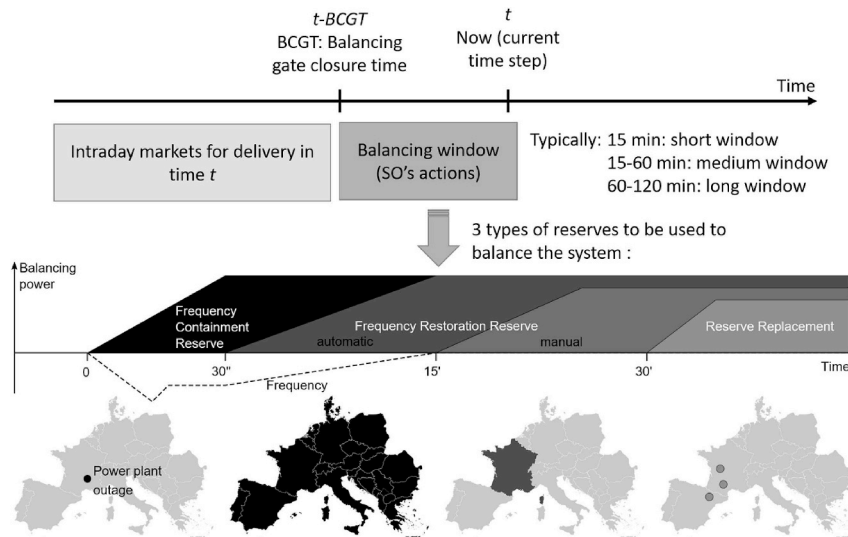 t-BCGT
BCGT: Balancing
gate closure time
t
Now (current
time step)
Time
Intraday markets for delivery in
time t
Balancing window
(SO's actions)
Typically: 15 min: short window
15-60 min: medium window
60-120 min: long window
3 types of reserves to be used to
balance the system :
Balancing
power
Frequency
Containment
Reserve
Frequency Restoration Reserve
automatic
manual
Reserve Replacement
0
30"
15'
30'
Time
Frequency
Power plant
outage